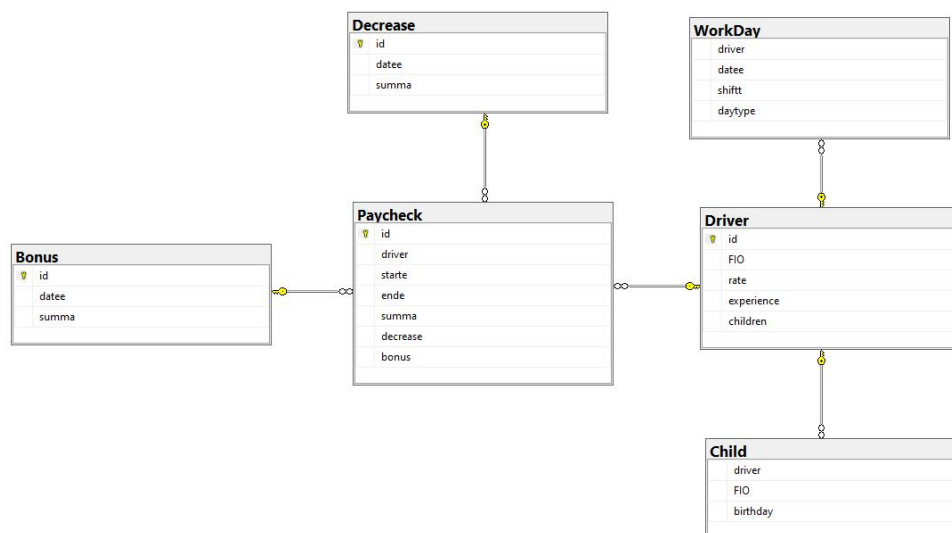 Decrease
id
datee
summa
WorkDay
driver
datee
shiftt
daytype
Paycheck
id
driver
starte
ende
summa
decrease
bonus
Driver
id
FIO
rate
experience
children
Bonus
id
datee
summa
Child
driver
FIO
birthday